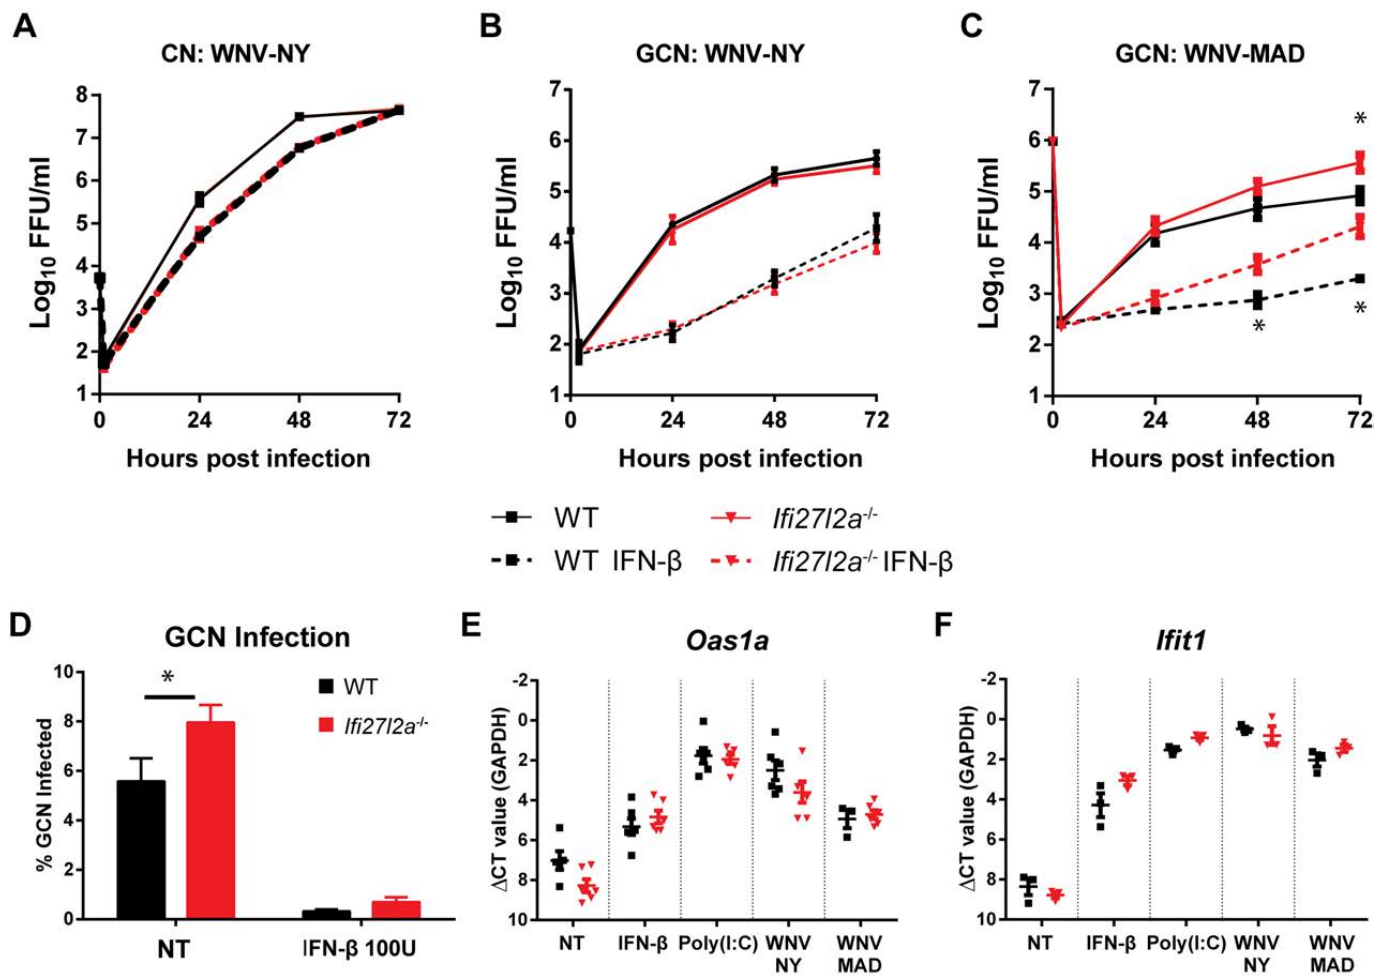 A
CN: WNV-NY
Log10 FFU/ml
8
7
6
5
4
3
2
1
0 24 48 72
Hours post infection
B
GCN: WNV-NY
Log10 FFU/ml
7
6
5
4
3
2
1
0 24 48 72
Hours post infection
C
GCN: WNV-MAD
Log10 FFU/ml
7
6
5
4
3
2
1
0 24 48 72
Hours post infection
*
*
*
WT
Ifi27l2a-/-
WT IFN-β
Ifi27l2a-/- IFN-β
D
GCN Infection
% GCN Infected
10
8
6
4
2
0
*
WT
Ifi27l2a-/-
NT IFN-β 100U
E
Oas1a
ΔCT value (GAPDH)
-2
0
2
4
6
8
10
NT IFN-β Poly(I:C) WNV WNV
NY MAD
F
Ifit1
ΔCT value (GAPDH)
-2
0
2
4
6
8
10
NT IFN-β Poly(I:C) WNV WNV
NY MAD